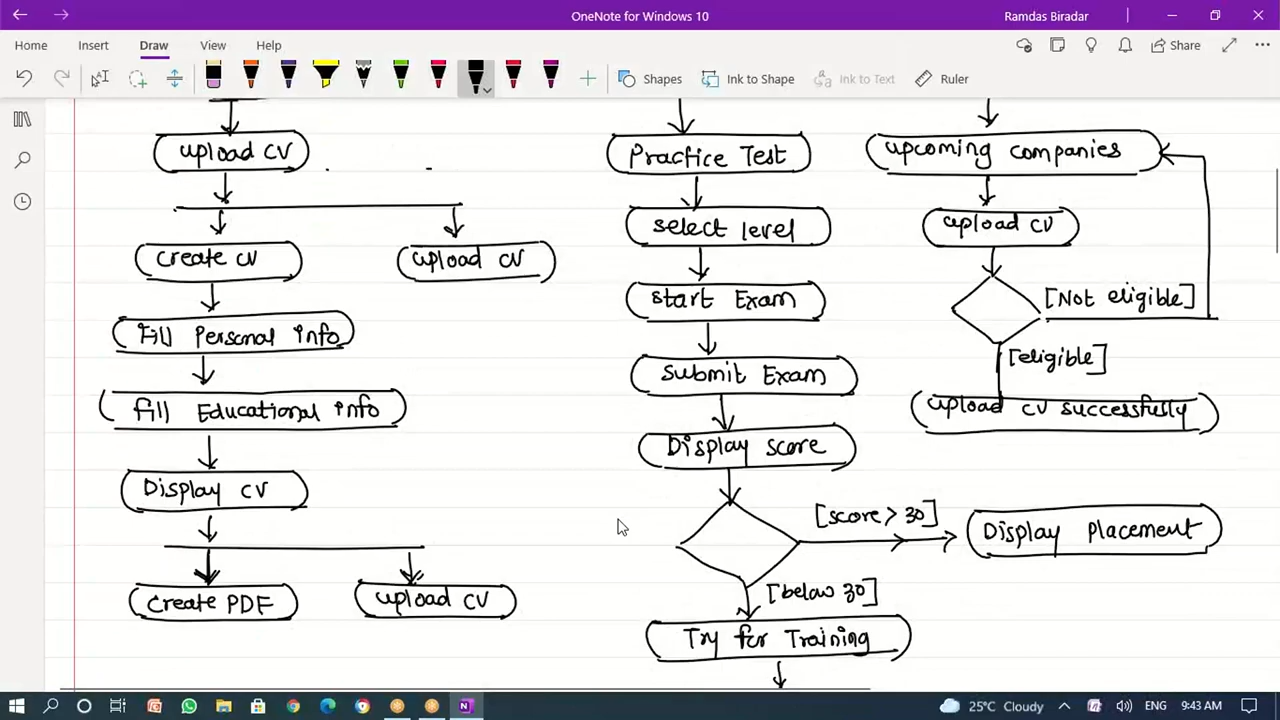 OneNote for Windows 10
Ramdas Biradar
Home Insert Draw View Help
Share
Shapes
Ink to Shape
Ink to Text
Ruler
upload CV
create CV
upload CV
Fill Personal info
fill Educational info
Display CV
create PDF
upload CV
Practice Test
select level
start Exam
submit Exam
Display score
[score > 30]
Display Placement
[below 30]
Try for Training
upcoming companies
upload CV
[Not eligible]
[eligible]
upload CV successfully
25°C Cloudy
ENG
9:43 AM